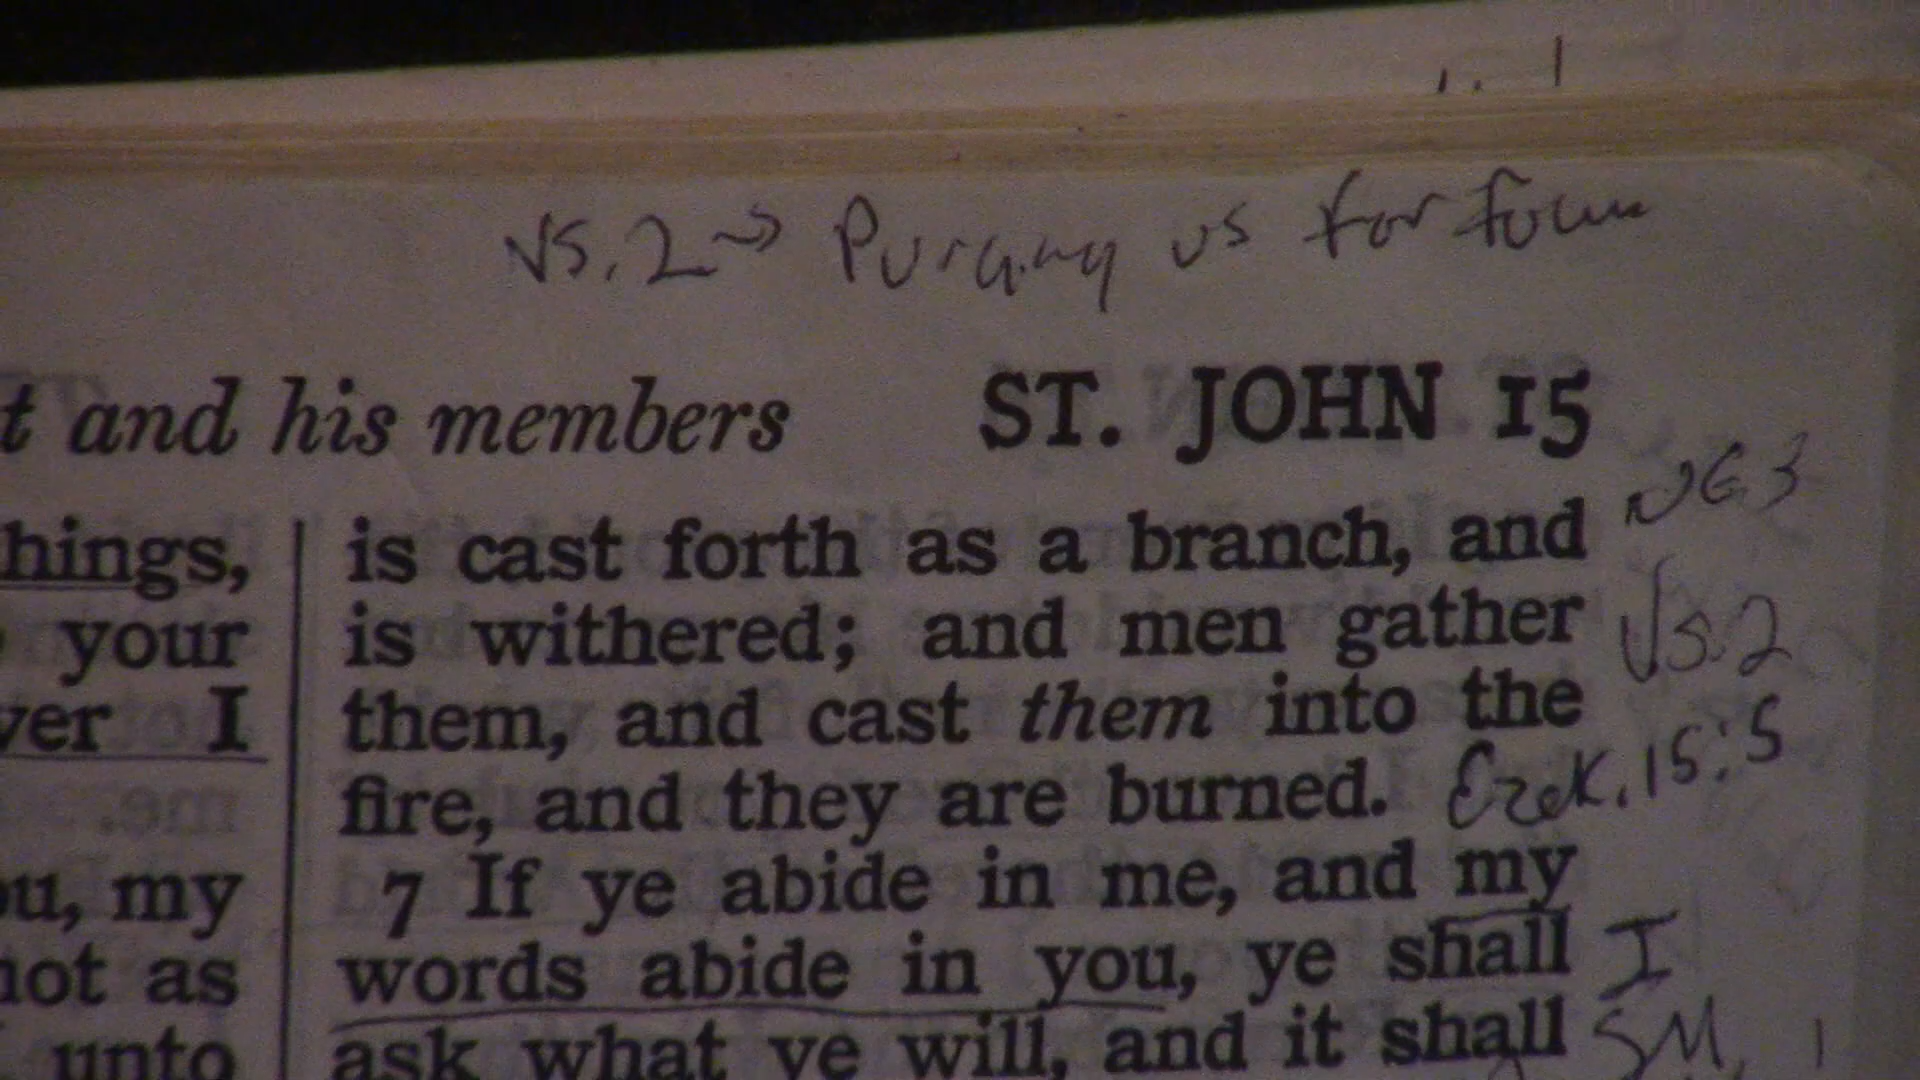 vs. 2 → Purging us for focus
t and his members ST. JOHN 15
hings,
your
ver I
ou, my
not as
unto
is cast forth as a branch, and
is withered; and men gather vs. 2
them, and cast them into the
fire, and they are burned. Ezek. 15:5
7 If ye abide in me, and my
words abide in you, ye shall I
ask what ye will, and it shall SM